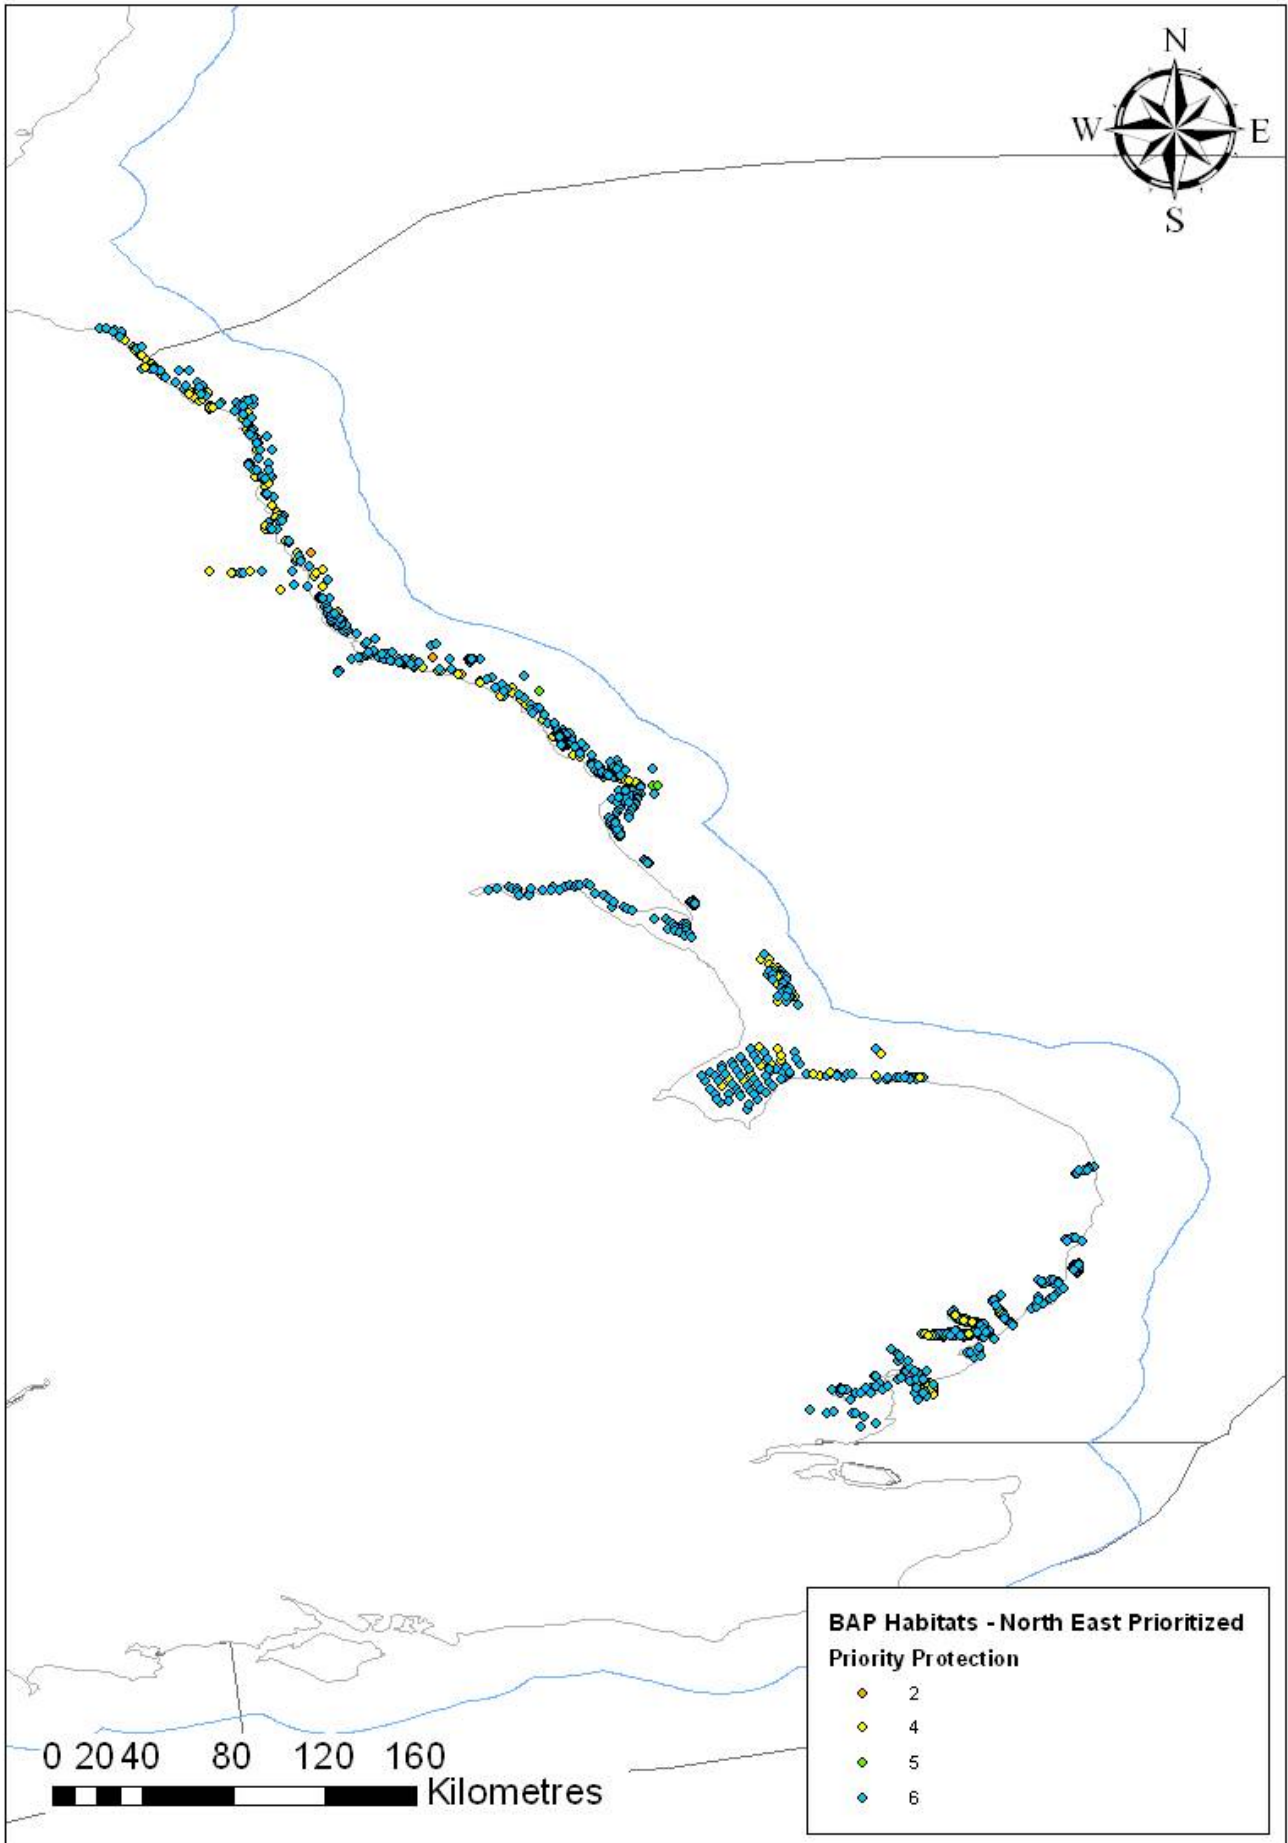 N
W E
S
BAP Habitats - North East Prioritized
Priority Protection
2
4
5
6
0 20 40 80 120 160
Kilometres